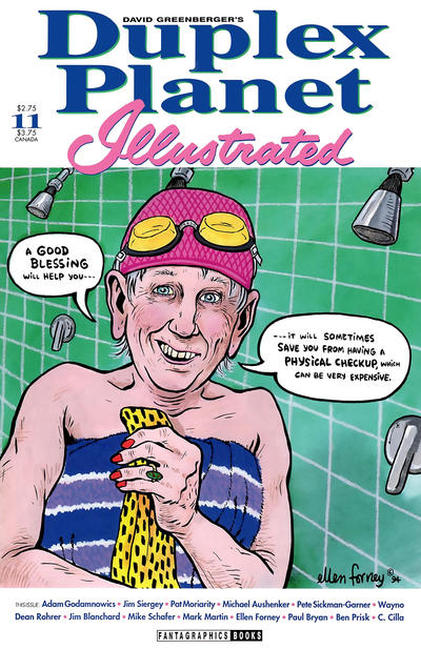 DAVID GREENBERGER'S
Duplex
Planet
Illustrated
$2.75
11
$3.75
CANADA
A GOOD
BLESSING
WILL HELP YOU---
---IT WILL SOMETIMES
SAVE YOU FROM HAVING A
PHYSICAL CHECKUP, WHICH
CAN BE VERY EXPENSIVE.
ellen forney © 94
THIS ISSUE: Adam Godamnowics • Jim Siergey • Pat Moriarity • Michael Aushenker • Pete Sickman-Garner • Wayno
Dean Rohrer • Jim Blanchard • Mike Schafer • Mark Martin • Ellen Forney • Paul Bryan • Ben Prisk • C. Cilla
FANTAGRAPHICS BOOKS